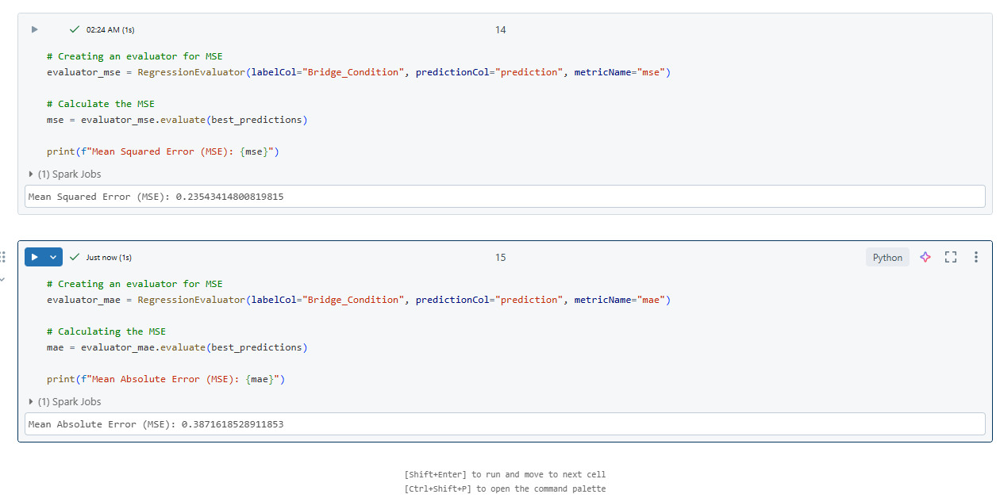 02:24 AM (1s)
14
# Creating an evaluator for MSE
evaluator_mse = RegressionEvaluator(labelCol="Bridge_Condition", predictionCol="prediction", metricName="mse")
# Calculate the MSE
mse = evaluator_mse.evaluate(best_predictions)
print(f"Mean Squared Error (MSE): {mse}")
(1) Spark Jobs
Mean Squared Error (MSE): 0.23543414800819815
Just now (1s)
15
Python
# Creating an evaluator for MSE
evaluator_mae = RegressionEvaluator(labelCol="Bridge_Condition", predictionCol="prediction", metricName="mae")
# Calculating the MSE
mae = evaluator_mae.evaluate(best_predictions)
print(f"Mean Absolute Error (MSE): {mae}")
(1) Spark Jobs
Mean Absolute Error (MSE): 0.3871618528911853
[Shift+Enter] to run and move to next cell
[Ctrl+Shift+P] to open the command palette